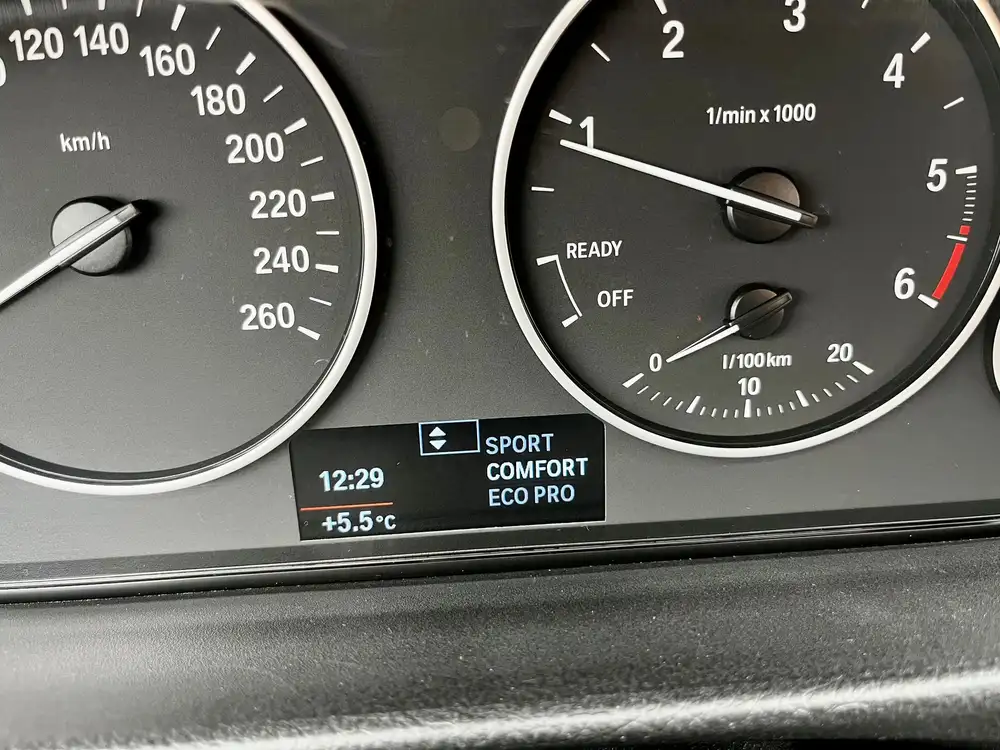 120 140
160
180
200
220
240
260
km/h
1
2
3
4
5
6
1/min x 1000
READY
OFF
0
10
20
l/100km
12:29
+5.5°C
SPORT
COMFORT
ECO PRO